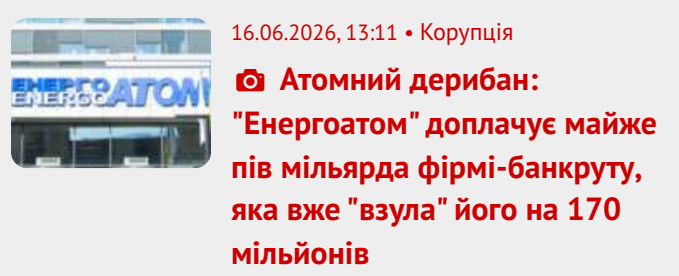 16.06.2026, 13:11 • Корупція
Атомний дерибан:
"Енергоатом" доплачує майже
пів мільярда фірмі-банкруту,
яка вже "взула" його на 170
мільйонів
ЕНЕРГОАТОМ
ENERGO